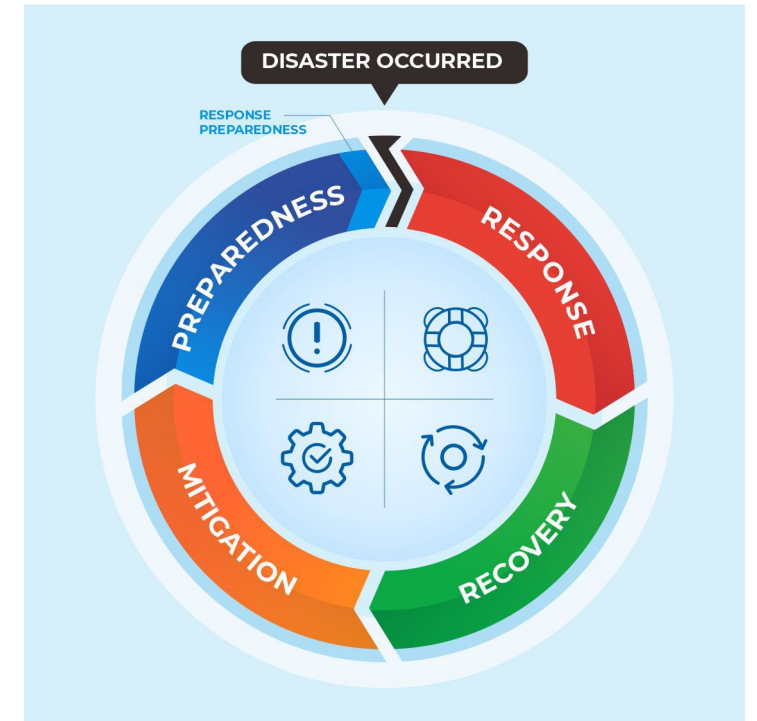 DISASTER OCCURRED
RESPONSE
PREPAREDNESS
PREPAREDNESS
RESPONSE
MITIGATION
RECOVERY